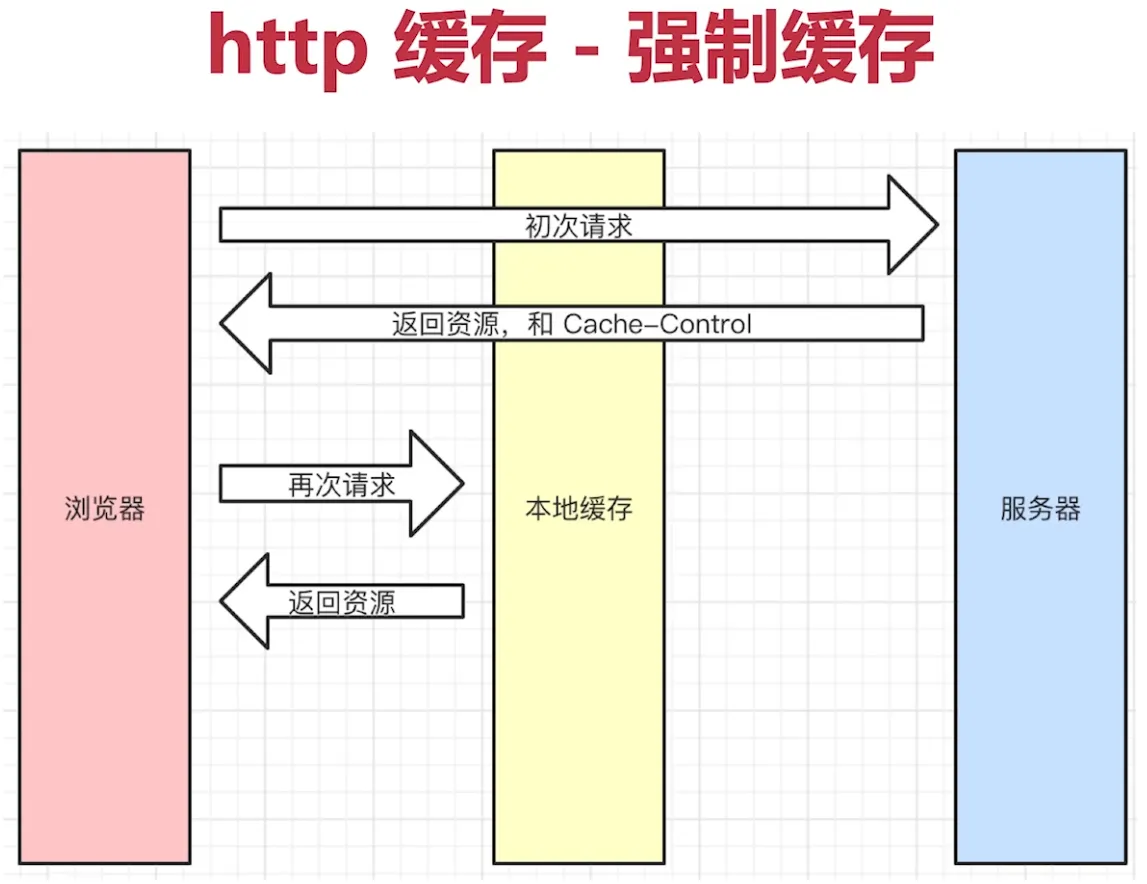 http 缓存 - 强制缓存
初次请求
返回资源，和 Cache-Control
再次请求
浏览器
本地缓存
服务器
返回资源